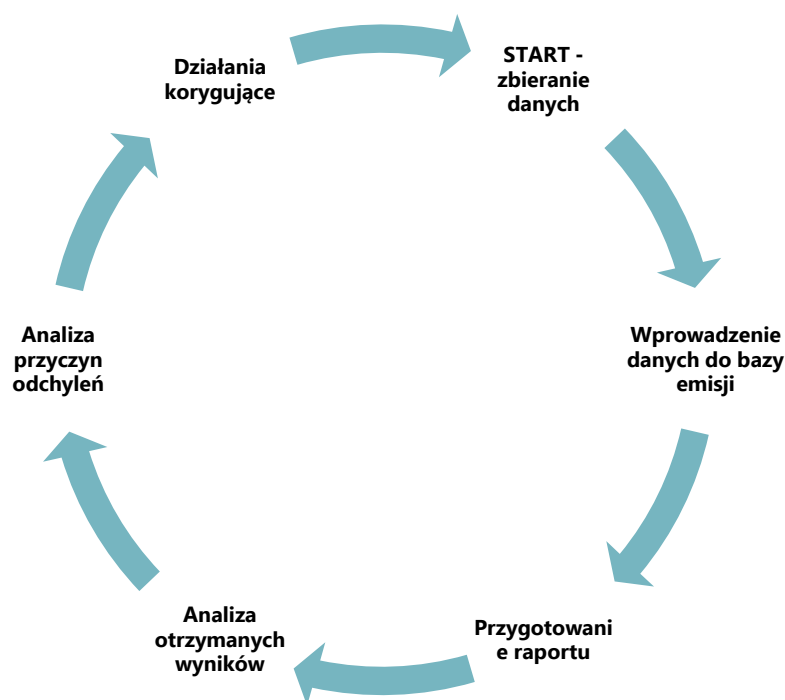 START -
zbieranie
danych
Wprowadzenie
danych do bazy
emisji
Przygotowani
e raportu
Analiza
otrzymanych
wyników
Analiza
przyczyn
odchyleń
Działania
korygujące